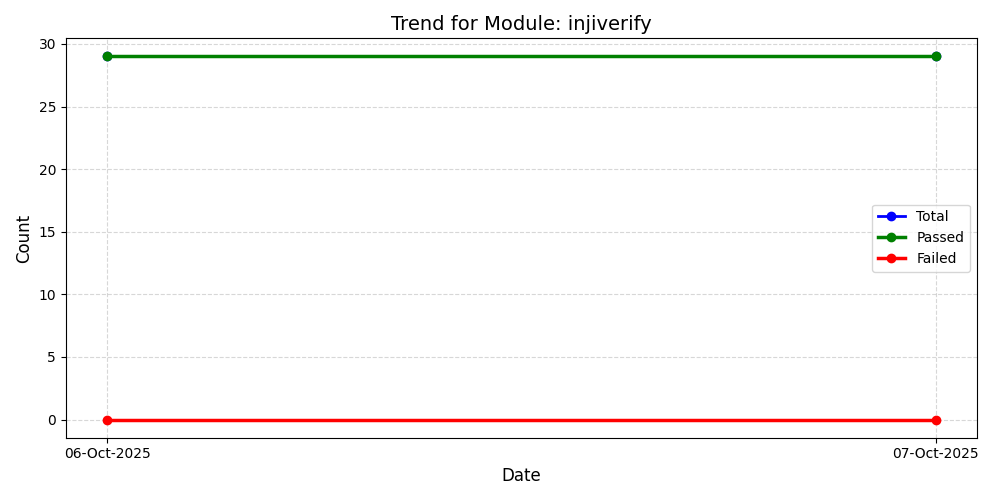 Trend for Module: injiverify
30
25
20
15
10
5
0
Count
Total
Passed
Failed
06-Oct-2025
07-Oct-2025
Date